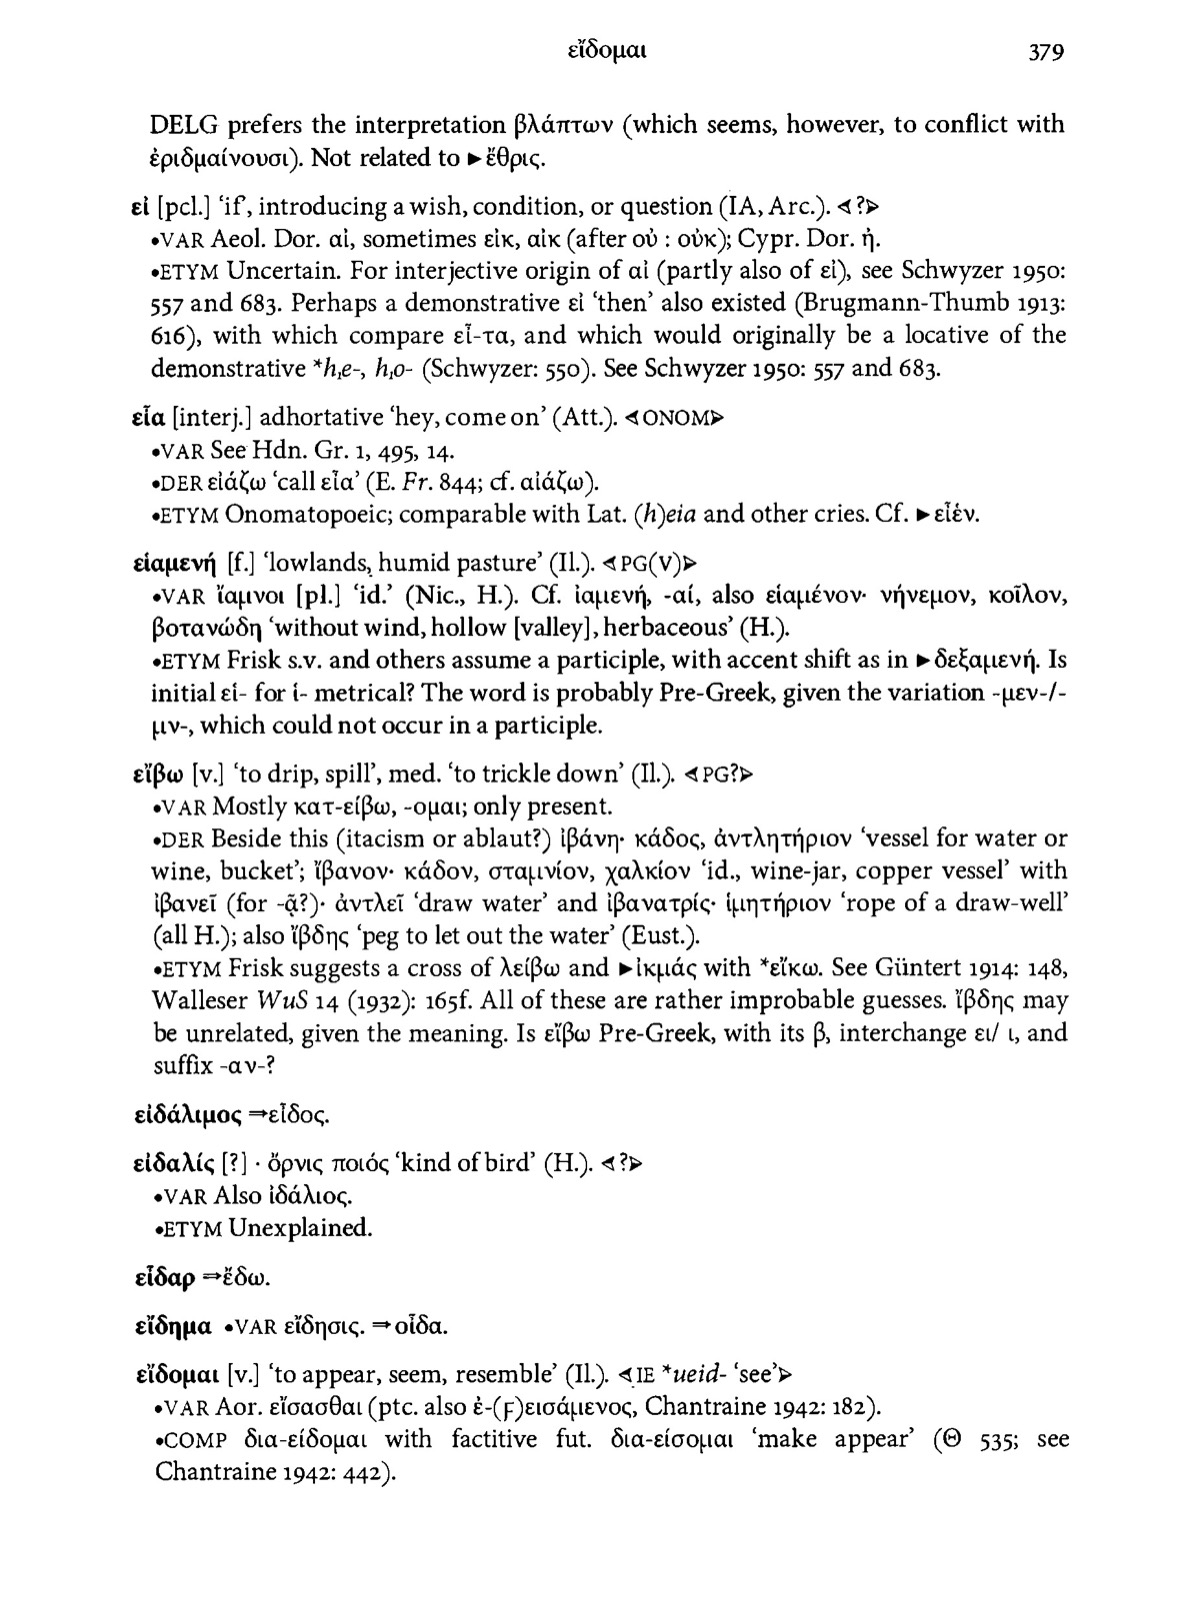 εἴδομαι 379
DELG prefers the interpretation βλάπτων (which seems, however, to conflict with
ἐριδμαίνουσι). Not related to ►ἔθρις.
εἰ [pcl.] ‘if’, introducing a wish, condition, or question (IA, Arc.). ⊲?⊳
•VAR Aeol. Dor. αἰ, sometimes εἰκ, αἰκ (after οὐ : οὐκ); Cypr. Dor. ἠ.
•ETYM Uncertain. For interjective origin of αἰ (partly also of εἰ), see Schwyzer 1950:
557 and 683. Perhaps a demonstrative εἰ ‘then’ also existed (Brugmann-Thumb 1913:
616), with which compare εἶ-τα, and which would originally be a locative of the
demonstrative *h₁e-, h₁o- (Schwyzer: 550). See Schwyzer 1950: 557 and 683.
εἶα [interj.] adhortative ‘hey, come on’ (Att.). ⊲ONOM⊳
•VAR See Hdn. Gr. 1, 495, 14.
•DER εἰάζω ‘call εἶα’ (E. Fr. 844; cf. αἰάζω).
•ETYM Onomatopoeic; comparable with Lat. (h)eia and other cries. Cf. ►εἶέν.
εἱαμενή [f.] ‘lowlands, humid pasture’ (Il.). ⊲PG(V)⊳
•VAR ἴαμνοι [pl.] ‘id.’ (Nic., H.). Cf. ἰαμενή, -αί, also εἱαμένον· νήνεμον, κοῖλον,
βοτανώδη ‘without wind, hollow [valley], herbaceous’ (H.).
•ETYM Frisk s.v. and others assume a participle, with accent shift as in ►δεξαμενή. Is
initial εἱ- for ἱ- metrical? The word is probably Pre-Greek, given the variation -μεν-/-
μν-, which could not occur in a participle.
εἴβω [v.] ‘to drip, spill’, med. ‘to trickle down’ (Il.). ⊲PG?⊳
•VAR Mostly κατ-είβω, -ομαι; only present.
•DER Beside this (itacism or ablaut?) ἰβάνη· κάδος, ἀντλητήριον ‘vessel for water or
wine, bucket’; ἴβανον· κάδον, σταμνίον, χαλκίον ‘id., wine-jar, copper vessel’ with
ἰβανεῖ (for -ᾷ?)· ἀντλεῖ ‘draw water’ and ἰβανατρίς· ἱμητήριον ‘rope of a draw-well’
(all H.); also ἴβδης ‘peg to let out the water’ (Eust.).
•ETYM Frisk suggests a cross of λείβω and ►ἰκμάς with *εἴκω. See Güntert 1914: 148,
Walleser WuS 14 (1932): 165f. All of these are rather improbable guesses. ἴβδης may
be unrelated, given the meaning. Is εἴβω Pre-Greek, with its β, interchange ει/ ι, and
suffix -αν-?
εἰδάλιμος ⇒εἶδος.
εἰδαλίς [?] · ὄρνις ποιός ‘kind of bird’ (H.). ⊲?⊳
•VAR Also ἰδάλιος.
•ETYM Unexplained.
εἶδαρ ⇒ἔδω.
εἴδημα •VAR εἴδησις. ⇒οἶδα.
εἴδομαι [v.] ‘to appear, seem, resemble’ (Il.). ⊲IE *u̯eid- ‘see’⊳
•VAR Aor. εἴσασθαι (ptc. also ἐ-(ϝ)εισάμενος, Chantraine 1942: 182).
•COMP δια-είδομαι with factitive fut. δια-είσομαι ‘make appear’ (Θ 535; see
Chantraine 1942: 442).